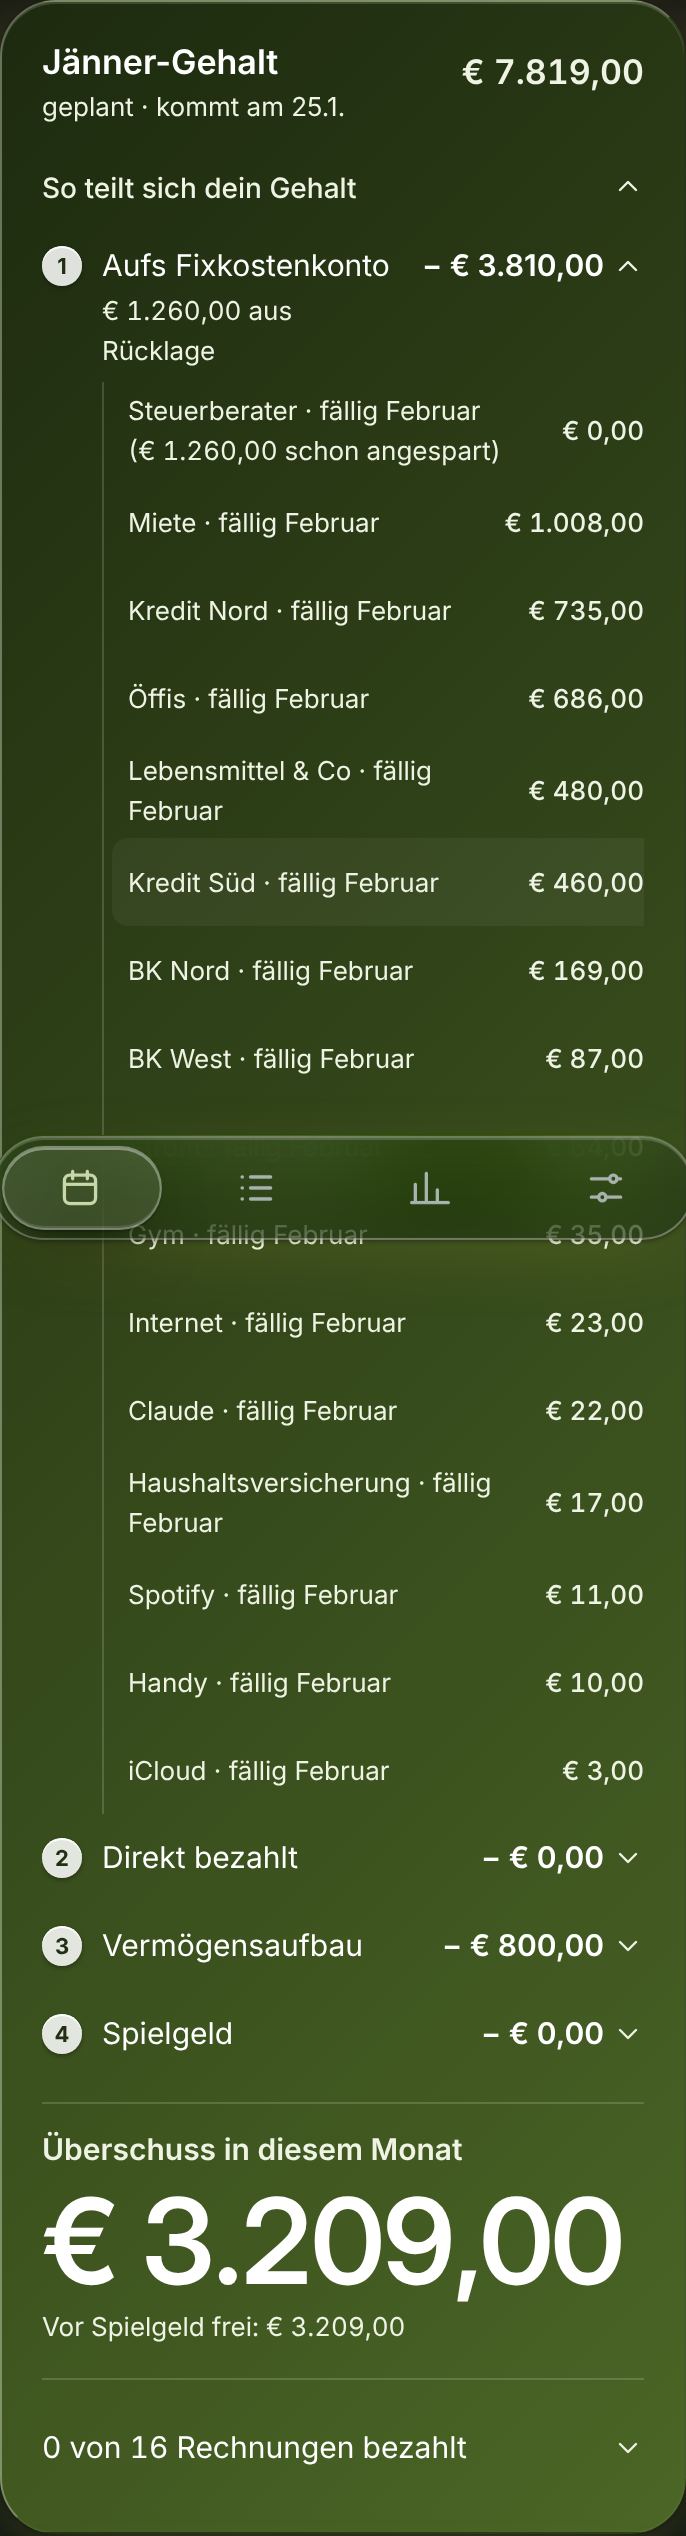 Jänner-Gehalt
€ 7.819,00
geplant · kommt am 25.1.
So teilt sich dein Gehalt
1 Aufs Fixkostenkonto – € 3.810,00
€ 1.260,00 aus
Rücklage
Steuerberater · fällig Februar
(€ 1.260,00 schon angespart)
€ 0,00
Miete · fällig Februar € 1.008,00
Kredit Nord · fällig Februar € 735,00
Öffis · fällig Februar € 686,00
Lebensmittel & Co · fällig
Februar
€ 480,00
Kredit Süd · fällig Februar € 460,00
BK Nord · fällig Februar € 169,00
BK West · fällig Februar € 87,00
fällig Februar € 64,00
Gym · fällig Februar € 35,00
Internet · fällig Februar € 23,00
Claude · fällig Februar € 22,00
Haushaltsversicherung · fällig
Februar
€ 17,00
Spotify · fällig Februar € 11,00
Handy · fällig Februar € 10,00
iCloud · fällig Februar € 3,00
2 Direkt bezahlt – € 0,00
3 Vermögensaufbau – € 800,00
4 Spielgeld – € 0,00
Überschuss in diesem Monat
€ 3.209,00
Vor Spielgeld frei: € 3.209,00
0 von 16 Rechnungen bezahlt